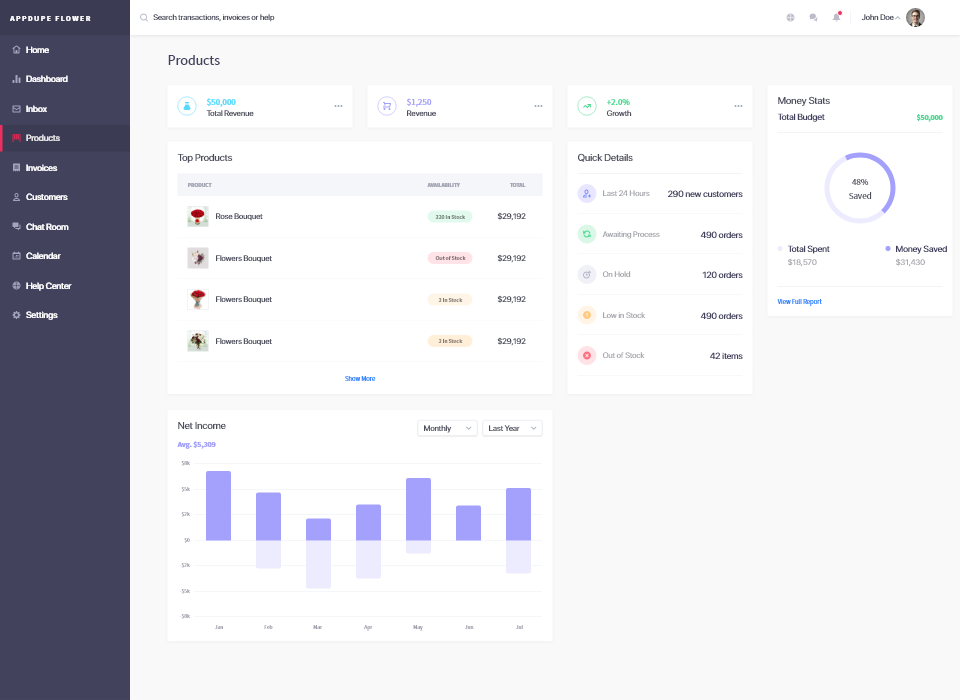 APPDUPE FLOWER
Search transactions, invoices or help
John Doe
Home
Dashboard
Inbox
Products
Invoices
Customers
Chat Room
Calendar
Help Center
Settings
Products
$50,000
Total Revenue
$1,250
Revenue
+2.0%
Growth
Money Stats
Total Budget $50,000
48%
Saved
Total Spent
$18,570
Money Saved
$31,430
View Full Report
Top Products
PRODUCT AVAILABILITY TOTAL
Rose Bouquet 330 In Stock $29,192
Flowers Bouquet Out of Stock $29,192
Flowers Bouquet 3 In Stock $29,192
Flowers Bouquet 3 In Stock $29,192
Show More
Quick Details
Last 24 Hours 290 new customers
Awaiting Process 490 orders
On Hold 120 orders
Low in Stock 490 orders
Out of Stock 42 items
Net Income
Monthly Last Year
Avg. $5,309
$8k
$5k
$2k
$0
$2k
$5k
$8k
Jan Feb Mar Apr May Jun Jul